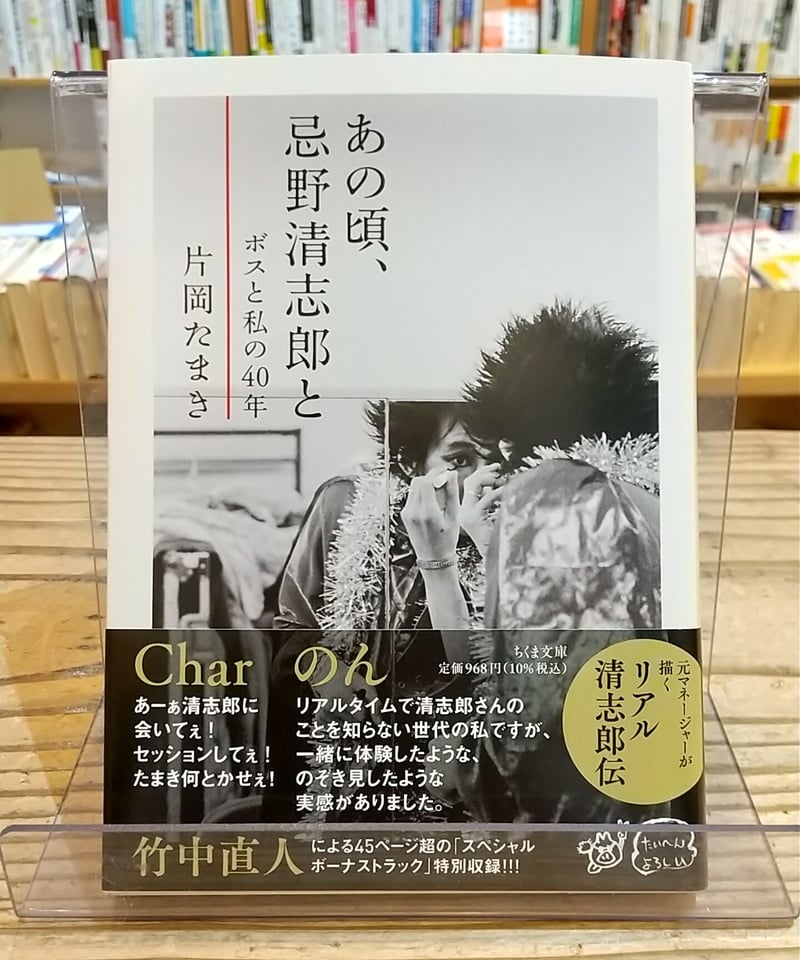 あの頃、
忌野清志郎と
ボスと私の40年
片岡たまき
ちくま文庫
定価968円(10%税込)
元マネージャーが
描く
リアル
清志郎伝
Char
あーぁ清志郎に
会いてぇ!
セッションしてぇ!
たまき何とかせぇ!
のん
リアルタイムで清志郎さんの
ことを知らない世代の私ですが、
一緒に体験したような、
のぞき見したような
実感がありました。
竹中直人による45ページ超の「スペシャル
ボーナストラック」特別収録!!!
たいへん
よろしい